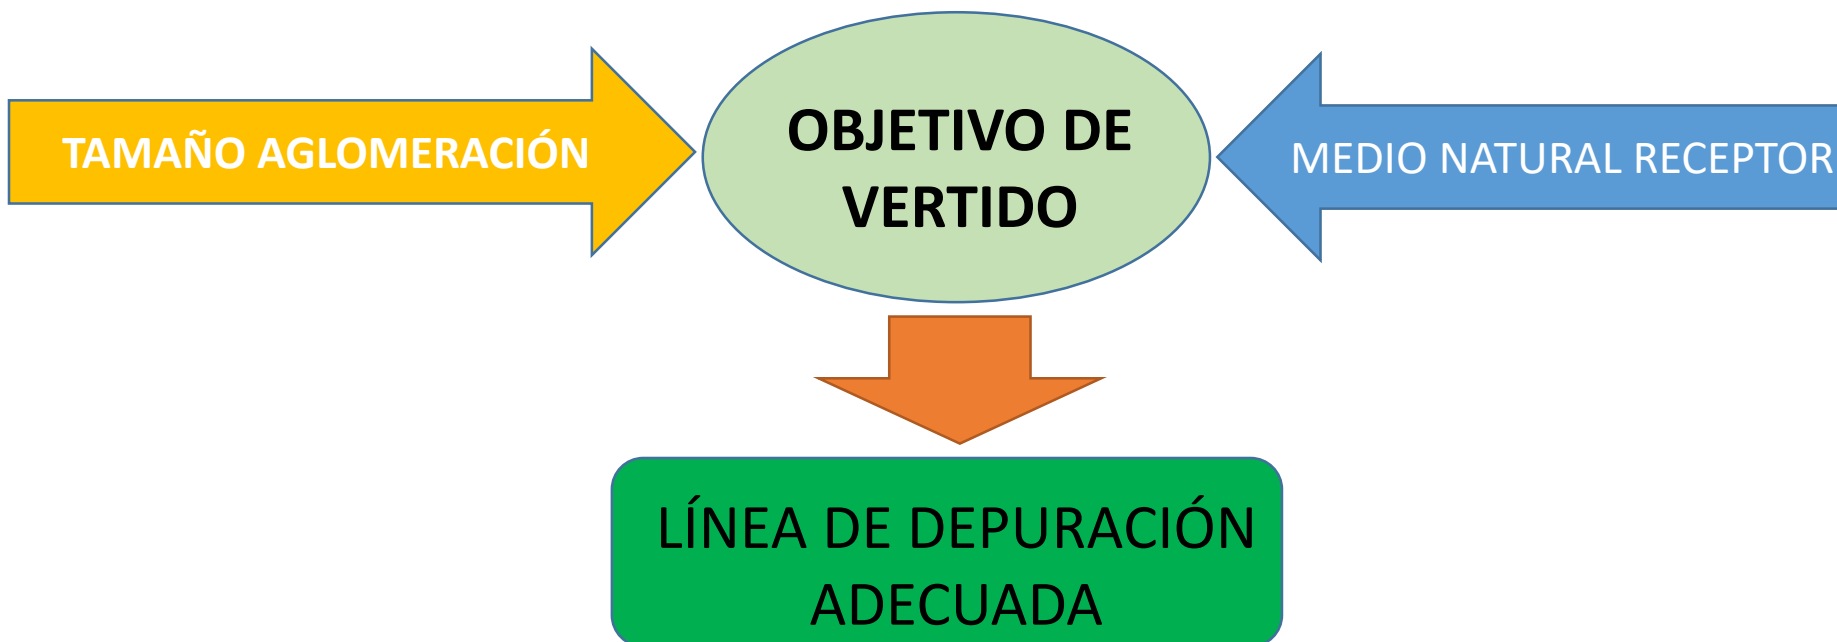 TAMAÑO AGLOMERACIÓN
OBJETIVO DE
VERTIDO
MEDIO NATURAL RECEPTOR
LÍNEA DE DEPURACIÓN
ADECUADA